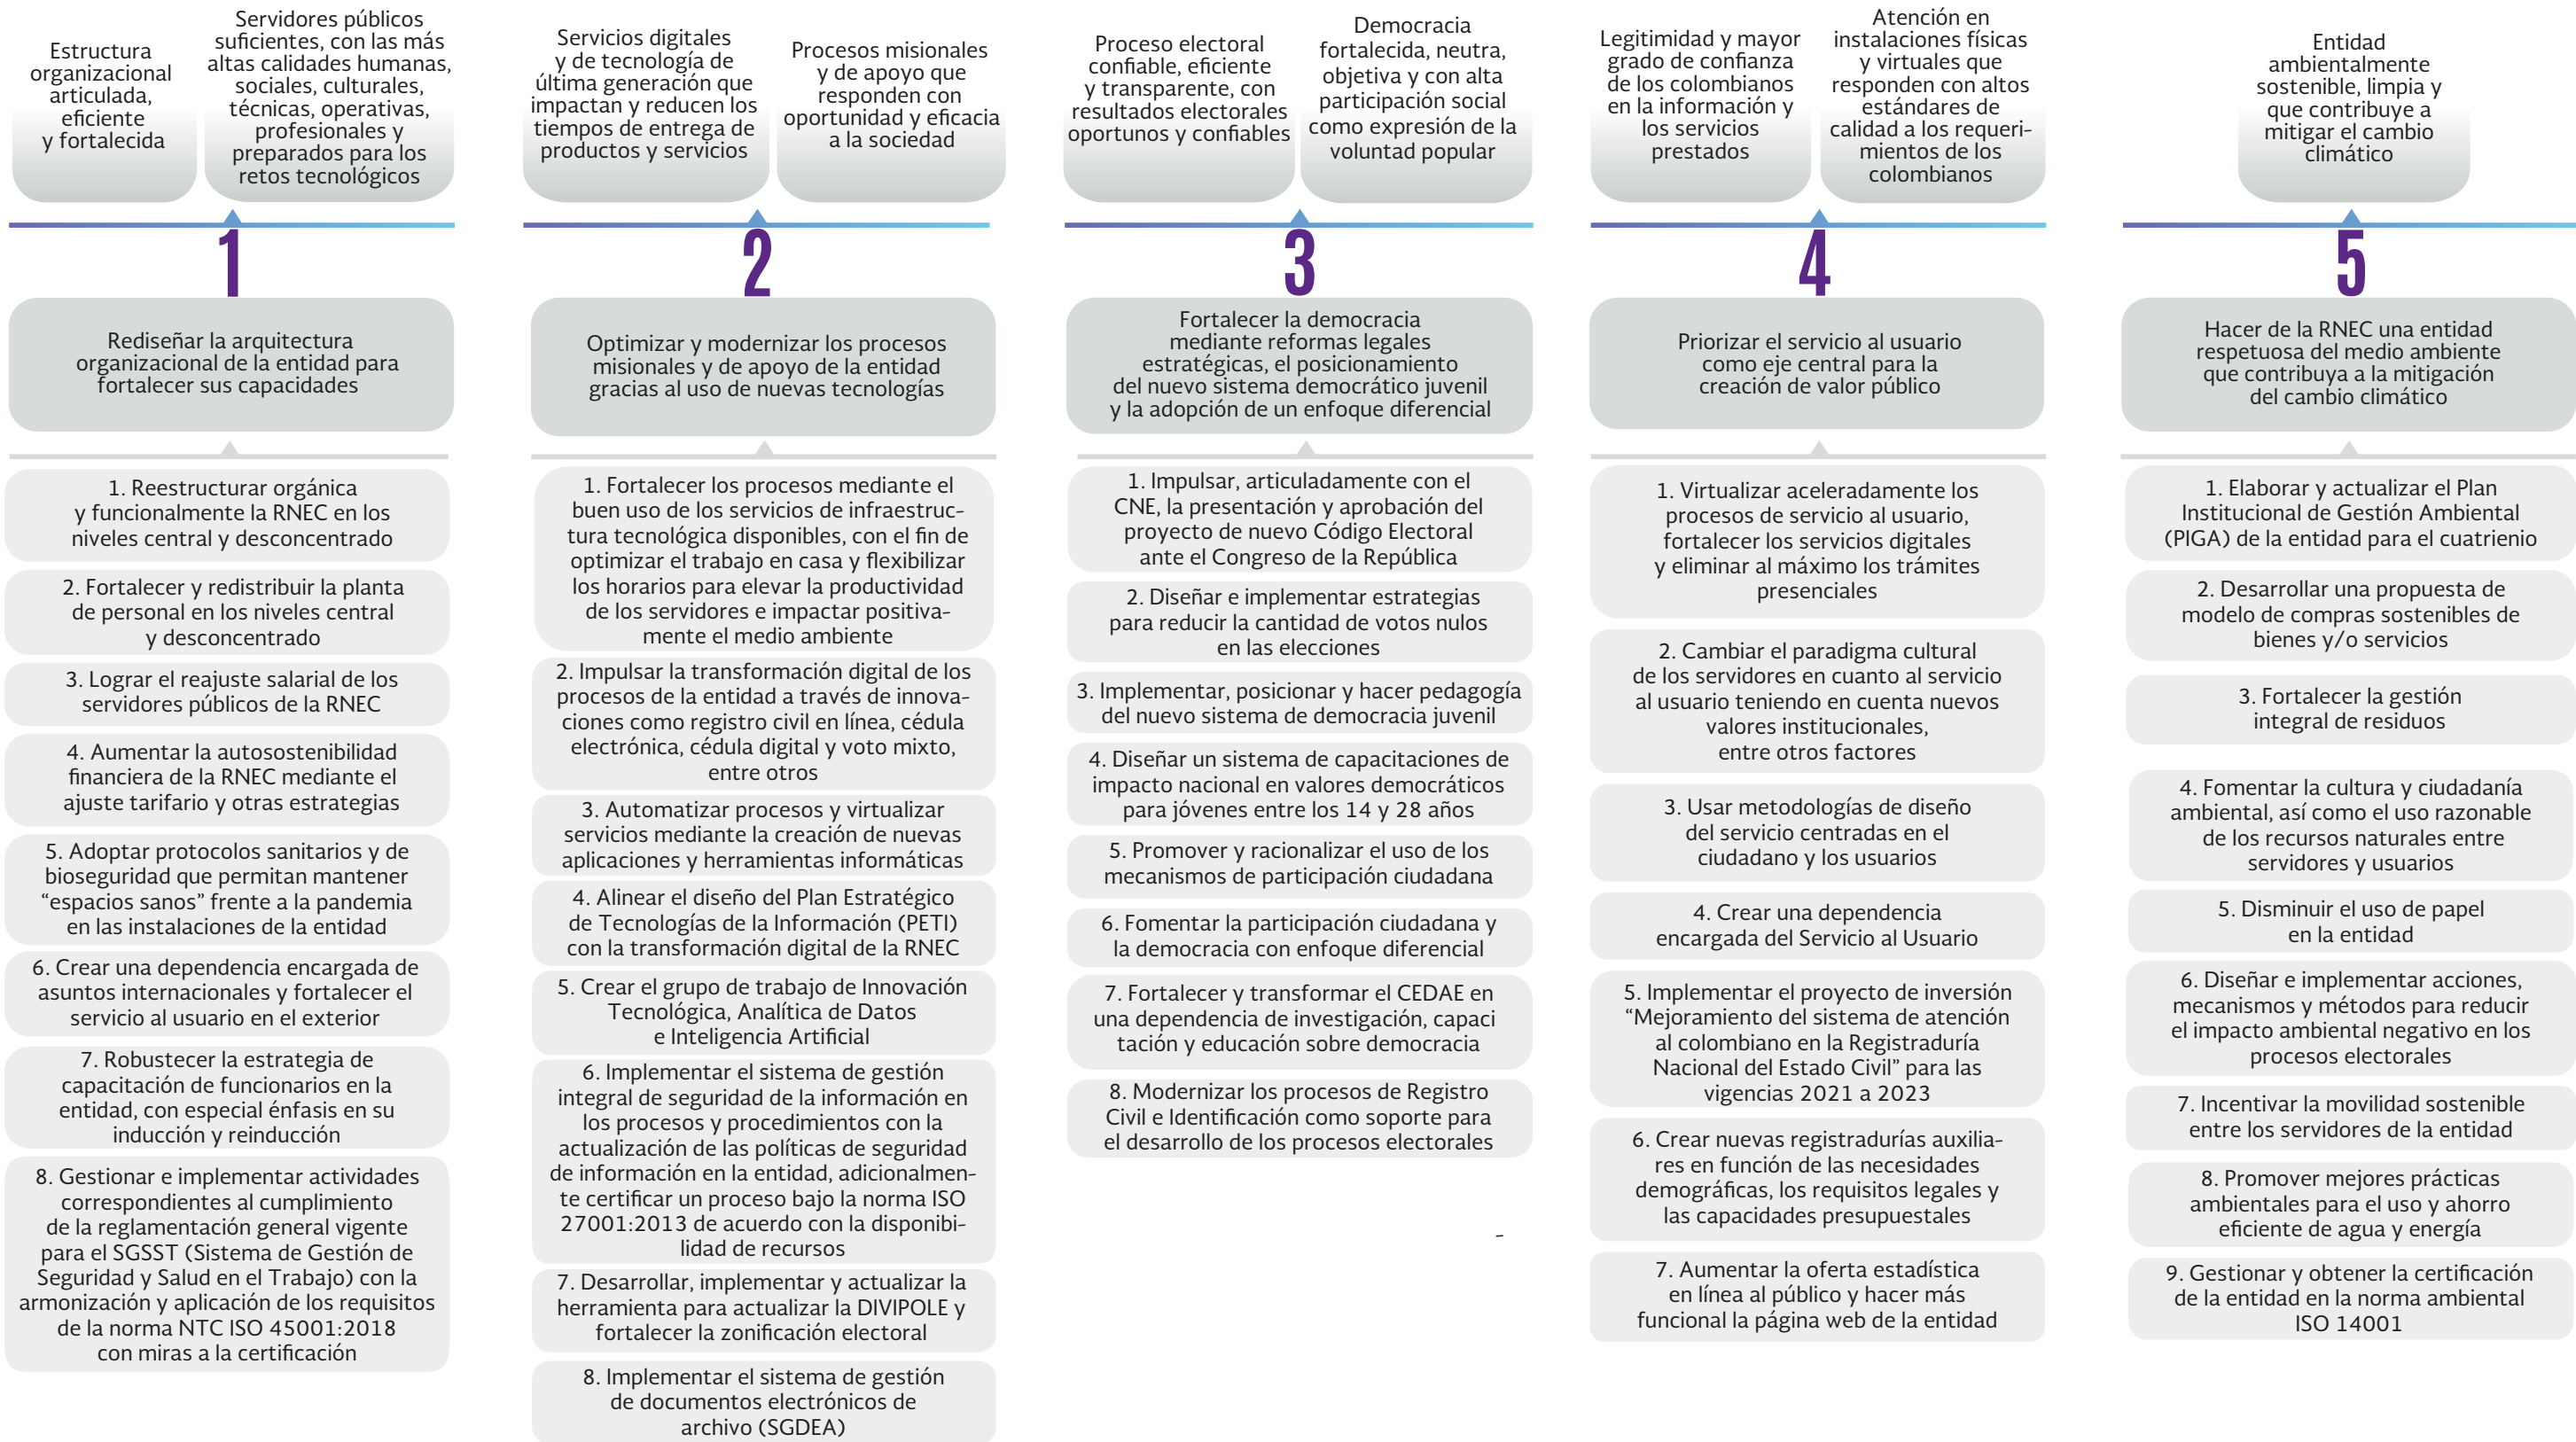 Estructura
organizacional
articulada,
eficiente
y fortalecida
Servidores públicos
suficientes, con las más
altas calidades humanas,
sociales, culturales,
técnicas, operativas,
profesionales y
preparados para los
retos tecnológicos
1
Rediseñar la arquitectura
organizacional de la entidad para
fortalecer sus capacidades
1. Reestructurar orgánica
y funcionalmente la RNEC en los
niveles central y desconcentrado
2. Fortalecer y redistribuir la planta
de personal en los niveles central
y desconcentrado
3. Lograr el reajuste salarial de los
servidores públicos de la RNEC
4. Aumentar la autosostenibilidad
financiera de la RNEC mediante el
ajuste tarifario y otras estrategias
5. Adoptar protocolos sanitarios y de
bioseguridad que permitan mantener
“espacios sanos” frente a la pandemia
en las instalaciones de la entidad
6. Crear una dependencia encargada de
asuntos internacionales y fortalecer el
servicio al usuario en el exterior
7. Robustecer la estrategia de
capacitación de funcionarios en la
entidad, con especial énfasis en su
inducción y reinducción
8. Gestionar e implementar actividades
correspondientes al cumplimiento
de la reglamentación general vigente
para el SGSST (Sistema de Gestión de
Seguridad y Salud en el Trabajo) con la
armonización y aplicación de los requisitos
de la norma NTC ISO 45001:2018
con miras a la certificación
Servicios digitales
y de tecnología de
última generación que
impactan y reducen los
tiempos de entrega de
productos y servicios
Procesos misionales
y de apoyo que
responden con
oportunidad y eficacia
a la sociedad
2
Optimizar y modernizar los procesos
misionales y de apoyo de la entidad
gracias al uso de nuevas tecnologías
1. Fortalecer los procesos mediante el
buen uso de los servicios de infraestruc-
tura tecnológica disponibles, con el fin de
optimizar el trabajo en casa y flexibilizar
los horarios para elevar la productividad
de los servidores e impactar positiva-
mente el medio ambiente
2. Impulsar la transformación digital de los
procesos de la entidad a través de innova-
ciones como registro civil en línea, cédula
electrónica, cédula digital y voto mixto,
entre otros
3. Automatizar procesos y virtualizar
servicios mediante la creación de nuevas
aplicaciones y herramientas informáticas
4. Alinear el diseño del Plan Estratégico
de Tecnologías de la Información (PETI)
con la transformación digital de la RNEC
5. Crear el grupo de trabajo de Innovación
Tecnológica, Analítica de Datos
e Inteligencia Artificial
6. Implementar el sistema de gestión
integral de seguridad de la información en
los procesos y procedimientos con la
actualización de las políticas de seguridad
de información en la entidad, adicionalmen-
te certificar un proceso bajo la norma ISO
27001:2013 de acuerdo con la disponibi-
lidad de recursos
7. Desarrollar, implementar y actualizar la
herramienta para actualizar la DIVIPOLE y
fortalecer la zonificación electoral
8. Implementar el sistema de gestión
de documentos electrónicos de
archivo (SGDEA)
Proceso electoral
confiable, eficiente
y transparente, con
resultados electorales
oportunos y confiables
Democracia
fortalecida, neutra,
objetiva y con alta
participación social
como expresión de la
voluntad popular
3
Fortalecer la democracia
mediante reformas legales
estratégicas, el posicionamiento
del nuevo sistema democrático juvenil
y la adopción de un enfoque diferencial
1. Impulsar, articuladamente con el
CNE, la presentación y aprobación del
proyecto de nuevo Código Electoral
ante el Congreso de la República
2. Diseñar e implementar estrategias
para reducir la cantidad de votos nulos
en las elecciones
3. Implementar, posicionar y hacer pedagogía
del nuevo sistema de democracia juvenil
4. Diseñar un sistema de capacitaciones de
impacto nacional en valores democráticos
para jóvenes entre los 14 y 28 años
5. Promover y racionalizar el uso de los
mecanismos de participación ciudadana
6. Fomentar la participación ciudadana y
la democracia con enfoque diferencial
7. Fortalecer y transformar el CEDAE en
una dependencia de investigación, capaci
tación y educación sobre democracia
8. Modernizar los procesos de Registro
Civil e Identificación como soporte para
el desarrollo de los procesos electorales
-
Legitimidad y mayor
grado de confianza
de los colombianos
en la información y
los servicios
prestados
Atención en
instalaciones físicas
y virtuales que
responden con altos
estándares de
calidad a los requeri-
mientos de los
colombianos
4
Priorizar el servicio al usuario
como eje central para la
creación de valor público
1. Virtualizar aceleradamente los
procesos de servicio al usuario,
fortalecer los servicios digitales
y eliminar al máximo los trámites
presenciales
2. Cambiar el paradigma cultural
de los servidores en cuanto al servicio
al usuario teniendo en cuenta nuevos
valores institucionales,
entre otros factores
3. Usar metodologías de diseño
del servicio centradas en el
ciudadano y los usuarios
4. Crear una dependencia
encargada del Servicio al Usuario
5. Implementar el proyecto de inversión
“Mejoramiento del sistema de atención
al colombiano en la Registraduría
Nacional del Estado Civil” para las
vigencias 2021 a 2023
6. Crear nuevas registradurías auxilia-
res en función de las necesidades
demográficas, los requisitos legales y
las capacidades presupuestales
7. Aumentar la oferta estadística
en línea al público y hacer más
funcional la página web de la entidad
Entidad
ambientalmente
sostenible, limpia y
que contribuye a
mitigar el cambio
climático
5
Hacer de la RNEC una entidad
respetuosa del medio ambiente
que contribuya a la mitigación
del cambio climático
1. Elaborar y actualizar el Plan
Institucional de Gestión Ambiental
(PIGA) de la entidad para el cuatrienio
2. Desarrollar una propuesta de
modelo de compras sostenibles de
bienes y/o servicios
3. Fortalecer la gestión
integral de residuos
4. Fomentar la cultura y ciudadanía
ambiental, así como el uso razonable
de los recursos naturales entre
servidores y usuarios
5. Disminuir el uso de papel
en la entidad
6. Diseñar e implementar acciones,
mecanismos y métodos para reducir
el impacto ambiental negativo en los
procesos electorales
7. Incentivar la movilidad sostenible
entre los servidores de la entidad
8. Promover mejores prácticas
ambientales para el uso y ahorro
eficiente de agua y energía
9. Gestionar y obtener la certificación
de la entidad en la norma ambiental
ISO 14001